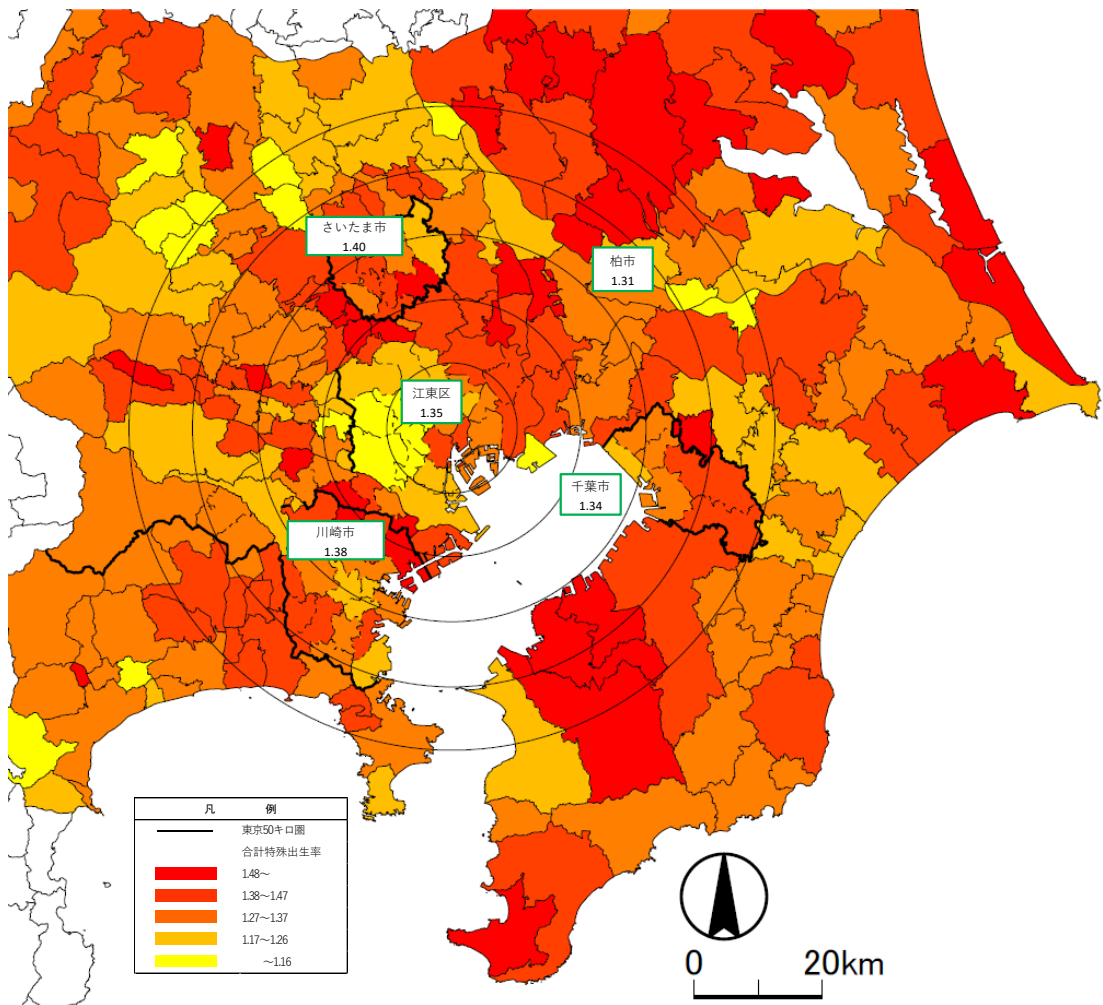 さいたま市
1.40
柏市
1.31
江東区
1.35
千葉市
1.34
川崎市
1.38
凡 例
東京50キロ圏
合計特殊出生率
1.48～
1.38～1.47
1.27～1.37
1.17～1.26
～1.16
0 20km